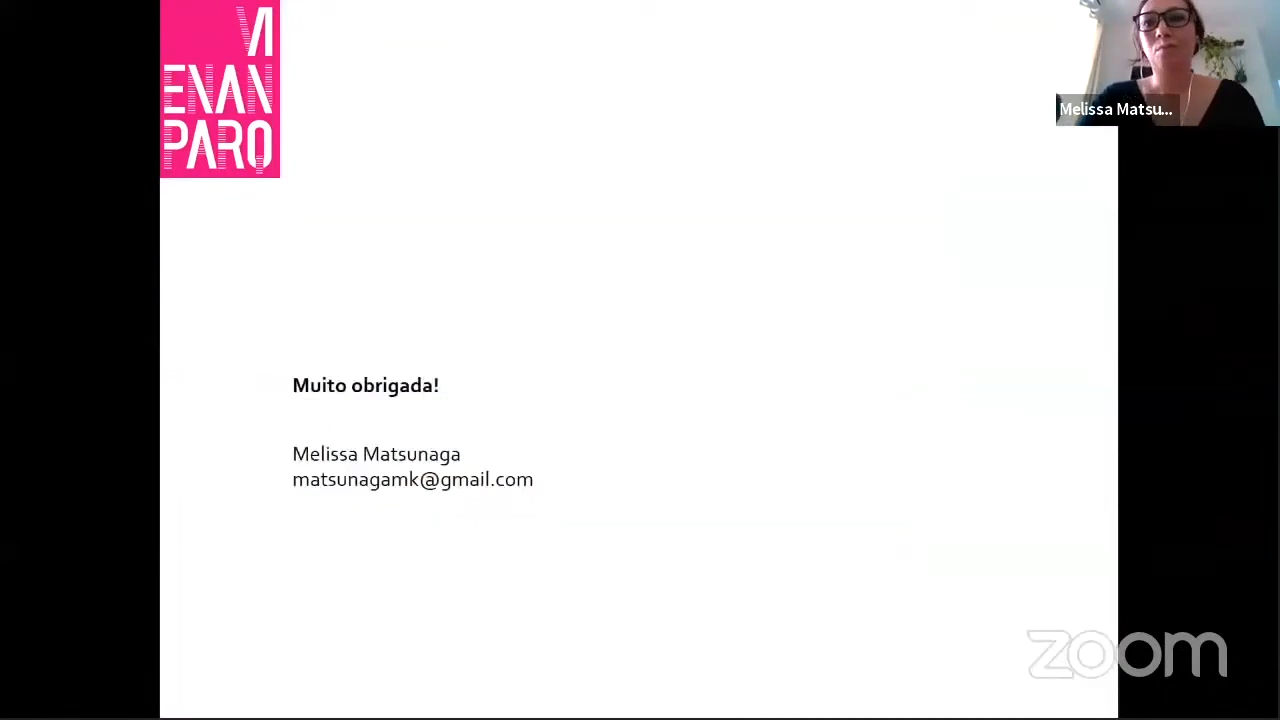 VI
ENAN
PARQ
Melissa Matsu...
Muito obrigada!
Melissa Matsunaga
matsunagamk@gmail.com
zoom